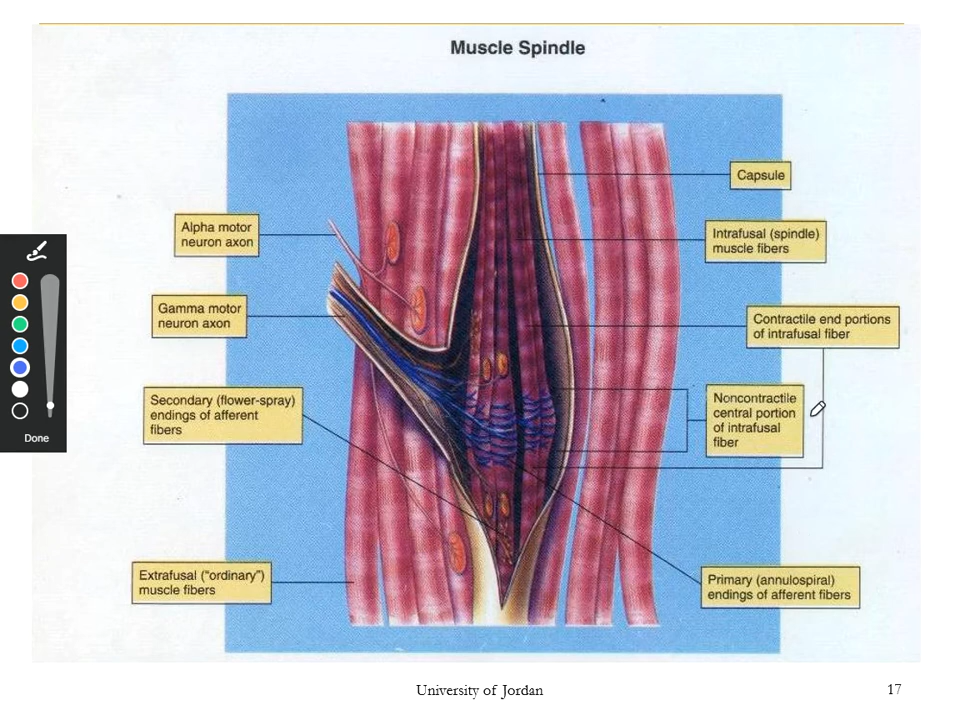 Muscle Spindle
Capsule
Alpha motor
neuron axon
Intrafusal (spindle)
muscle fibers
Gamma motor
neuron axon
Contractile end portions
of intrafusal fiber
Secondary (flower-spray)
endings of afferent
fibers
Noncontractile
central portion
of intrafusal
fiber
Done
Extrafusal ("ordinary")
muscle fibers
Primary (annulospiral)
endings of afferent fibers
University of Jordan
17